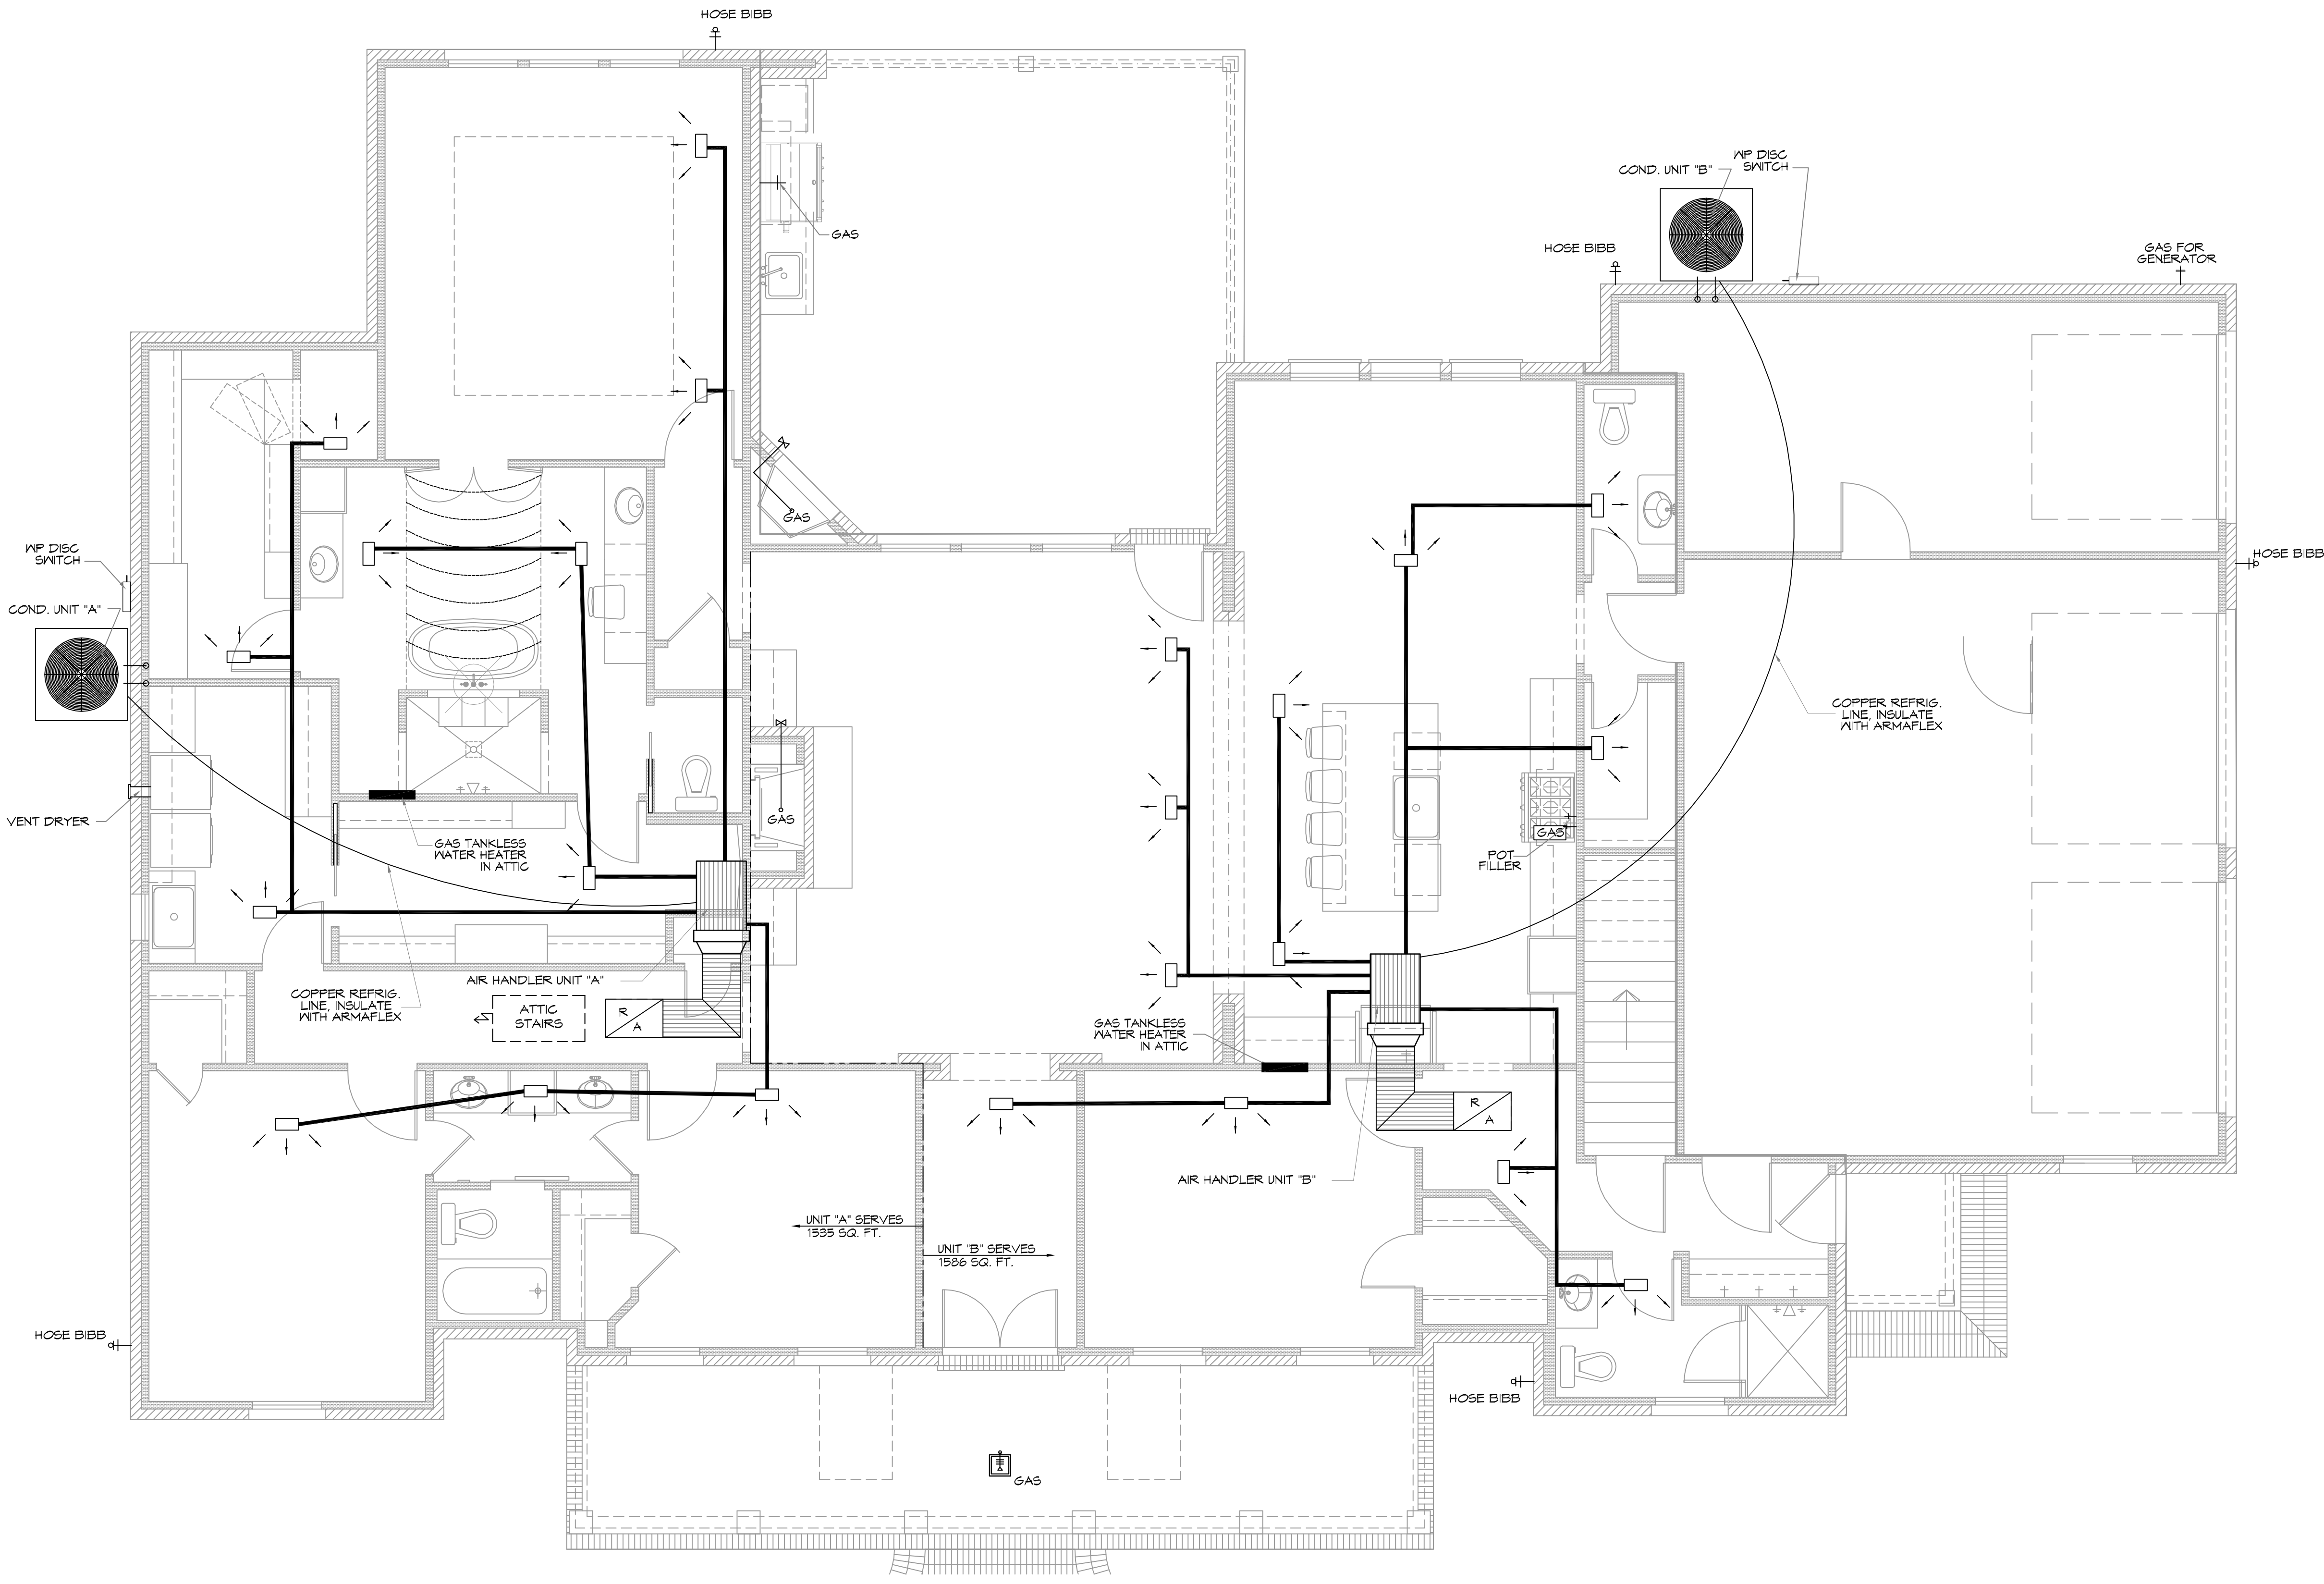 HOSE BIBB
WP DISC
SWITCH
COND. UNIT "B"
GAS
HOSE BIBB
GAS FOR
GENERATOR
GAS
WP DISC
SWITCH
HOSE BIBB
COND. UNIT "A"
COPPER REFRIG.
LINE, INSULATE
WITH ARMAFLEX
VENT DRYER
GAS
GAS
POT
FILLER
GAS TANKLESS
WATER HEATER
IN ATTIC
AIR HANDLER UNIT "A"
COPPER REFRIG.
LINE, INSULATE
WITH ARMAFLEX
ATTIC
STAIRS
R
A
GAS TANKLESS
WATER HEATER
IN ATTIC
R
A
AIR HANDLER UNIT "B"
UNIT "A" SERVES
1535 SQ. FT.
UNIT "B" SERVES
1586 SQ. FT.
HOSE BIBB
HOSE BIBB
GAS